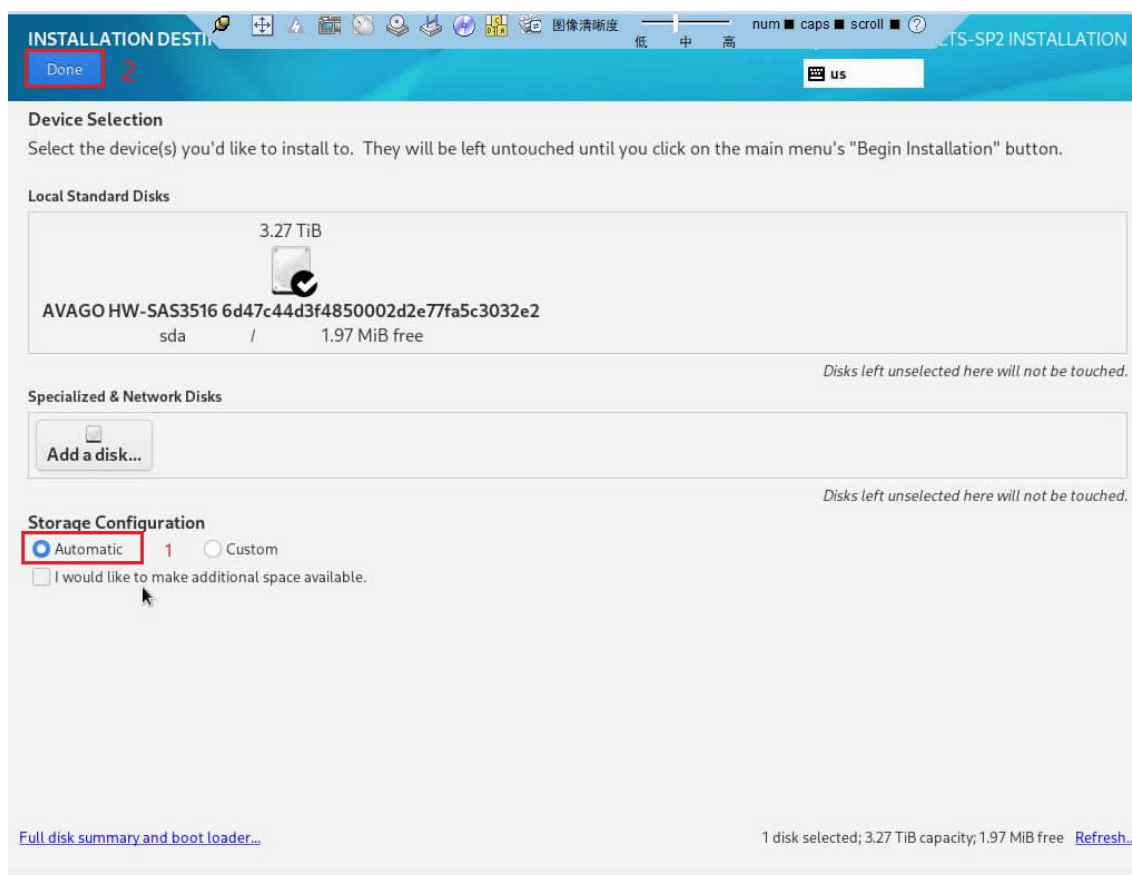 INSTALLATION DESTI
图像清晰度
低 中 高
num caps scroll ?
LTS-SP2 INSTALLATION
Done 2
us
Device Selection
Select the device(s) you'd like to install to. They will be left untouched until you click on the main menu's "Begin Installation" button.
Local Standard Disks
3.27 TiB
AVAGO HW-SAS3516 6d47c44d3f4850002d2e77fa5c3032e2
sda / 1.97 MiB free
Disks left unselected here will not be touched.
Specialized & Network Disks
Add a disk...
Disks left unselected here will not be touched.
Storage Configuration
Automatic 1 Custom
I would like to make additional space available.
Full disk summary and boot loader...
1 disk selected; 3.27 TiB capacity; 1.97 MiB free Refresh..